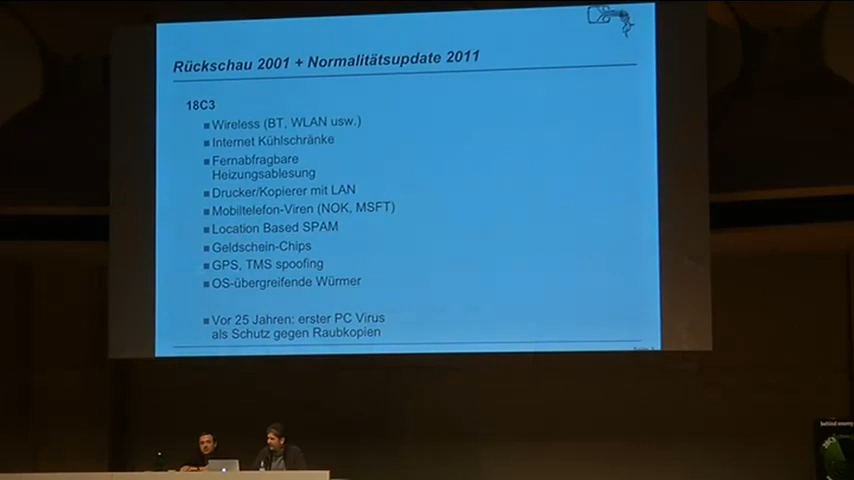 Rückschau 2001 + Normalitätsupdate 2011
18C3
Wireless (BT, WLAN usw.)
Internet Kühlschränke
Fernabfragbare
Heizungsablesung
Drucker/Kopierer mit LAN
Mobiltelefon-Viren (NOK, MSFT)
Location Based SPAM
Geldschein-Chips
GPS, TMS spoofing
OS-übergreifende Würmer
Vor 25 Jahren: erster PC Virus
als Schutz gegen Raubkopien
behind enemy